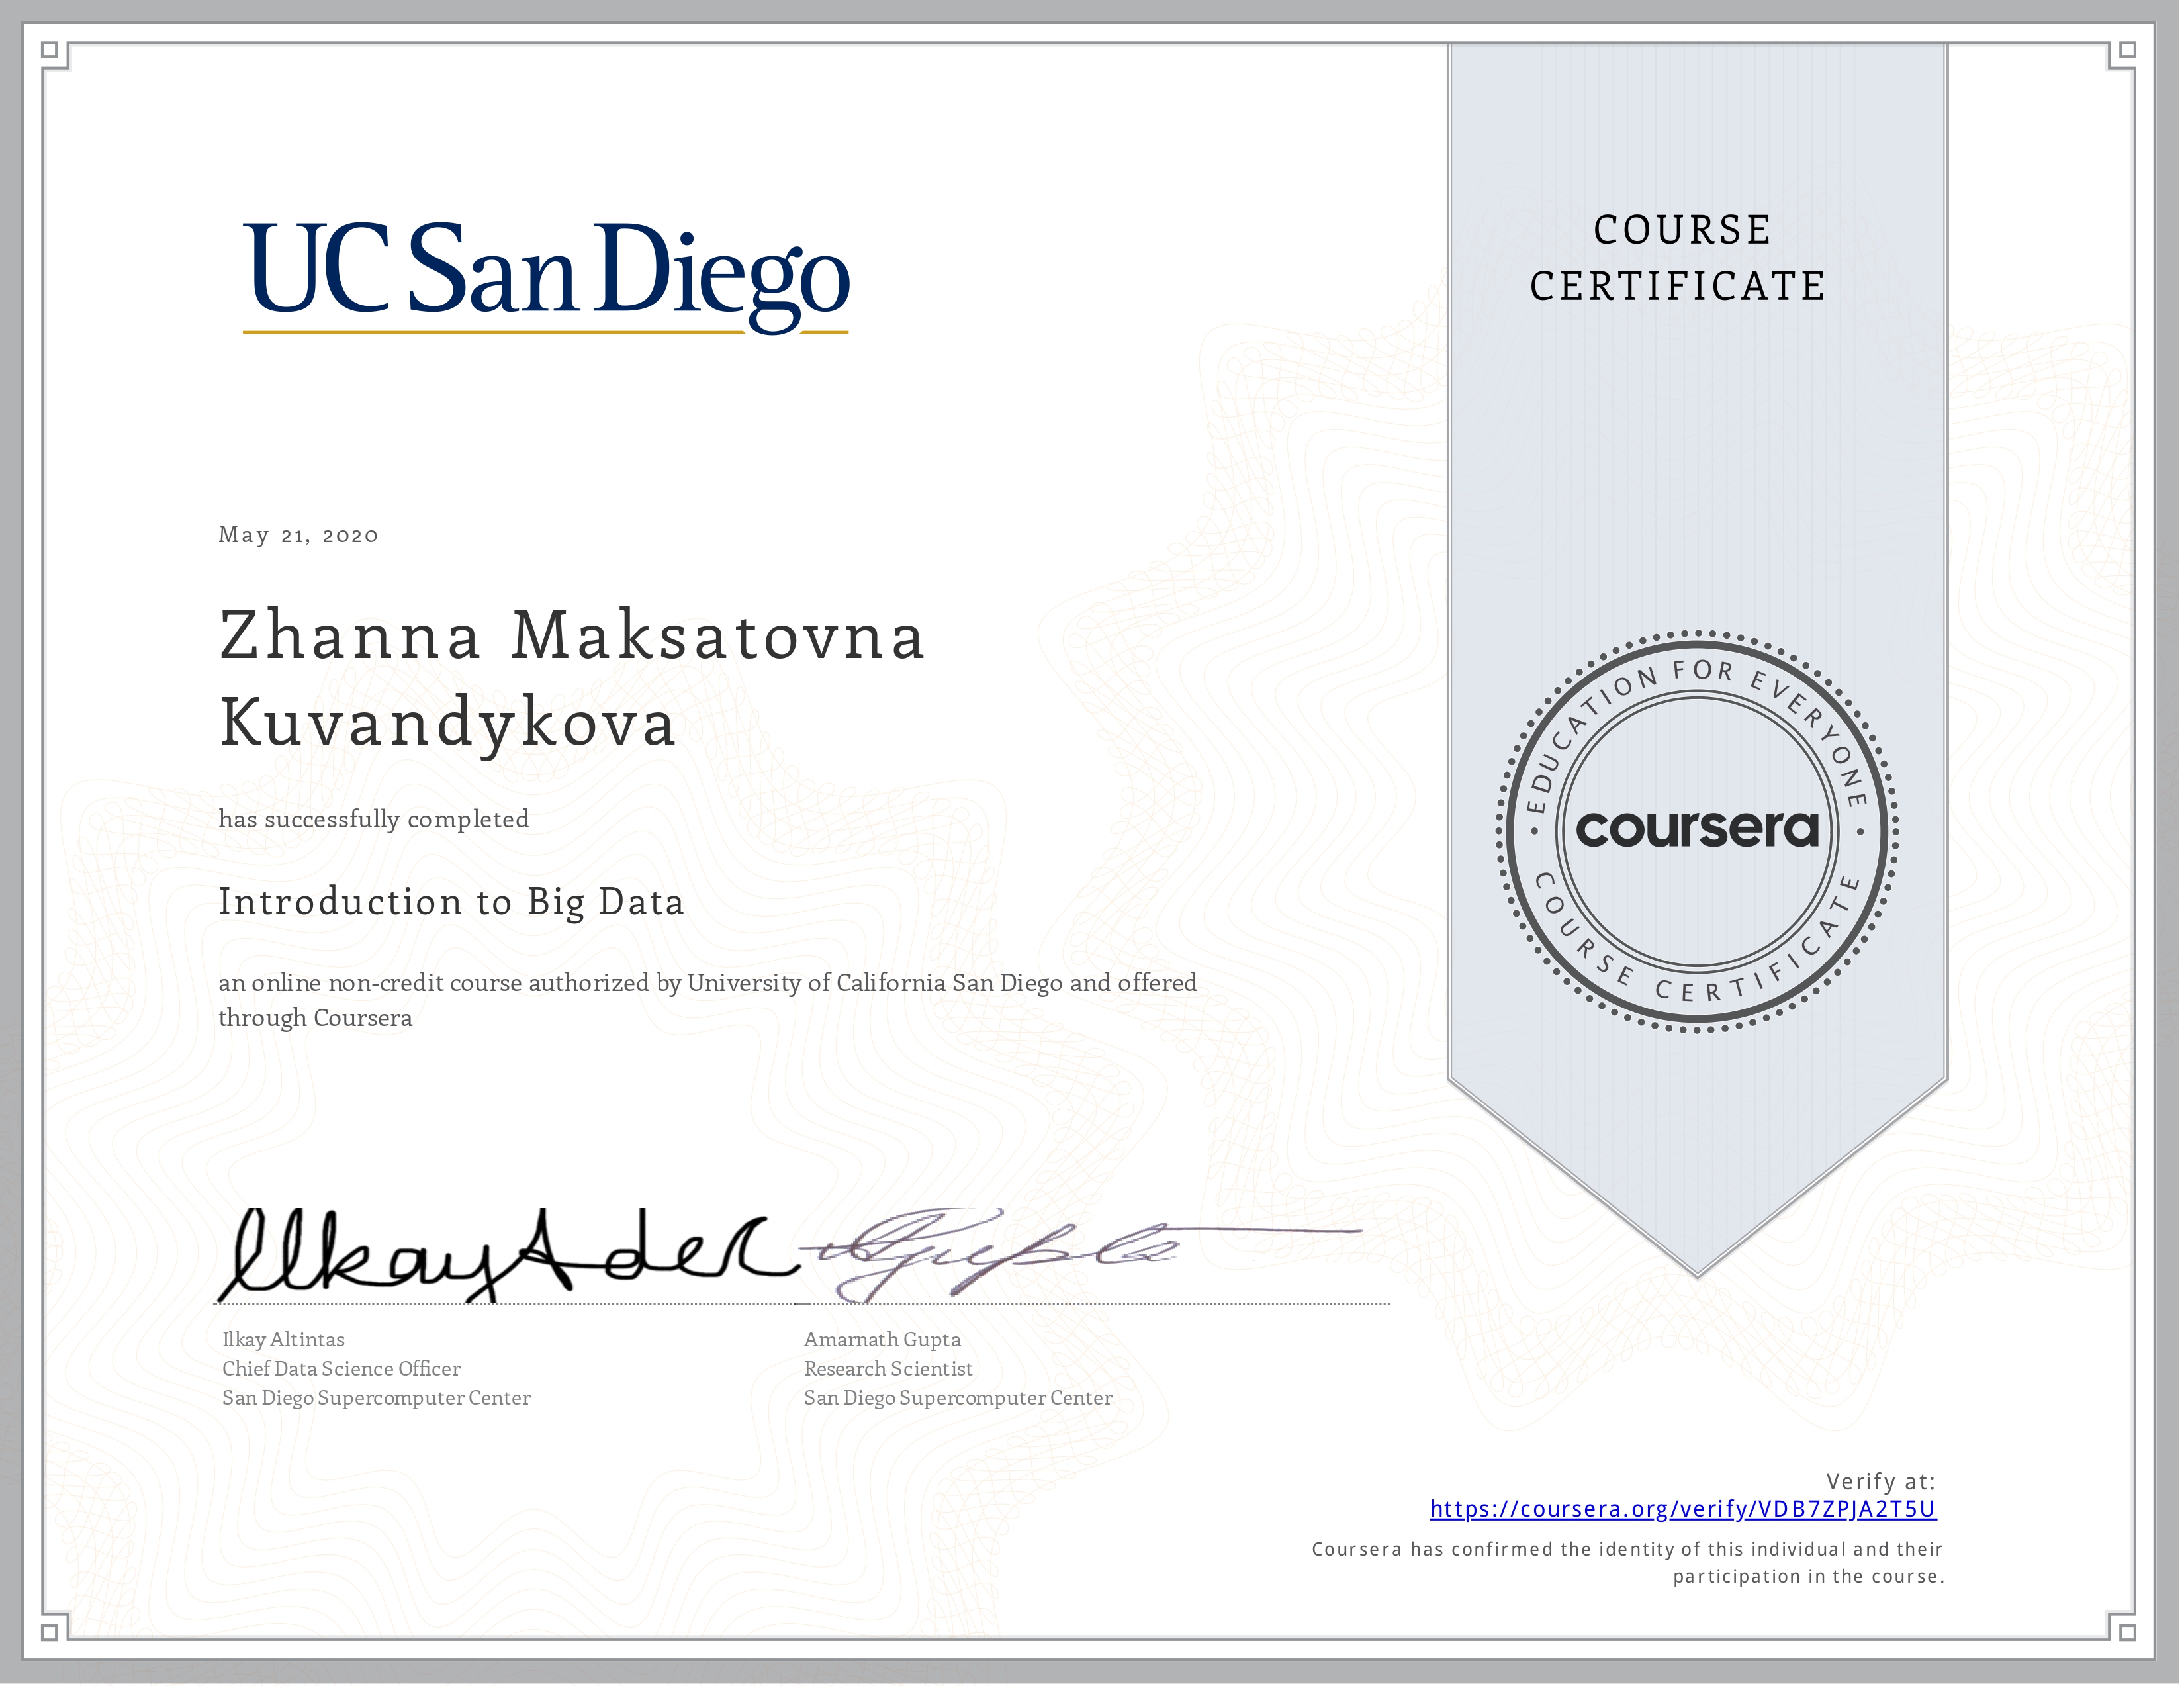 UC San Diego
COURSE
CERTIFICATE
May 21, 2020
Zhanna Maksatovna
Kuvandykova
has successfully completed
Introduction to Big Data
an online non-credit course authorized by University of California San Diego and offered
through Coursera
EDUCATION FOR EVERYONE
coursera
COURSE CERTIFICATE
Ilkay Altintas
Chief Data Science Officer
San Diego Supercomputer Center
Amarnath Gupta
Research Scientist
San Diego Supercomputer Center
Verify at:
https://coursera.org/verify/VDB7ZPJA2T5U
Coursera has confirmed the identity of this individual and their
participation in the course.